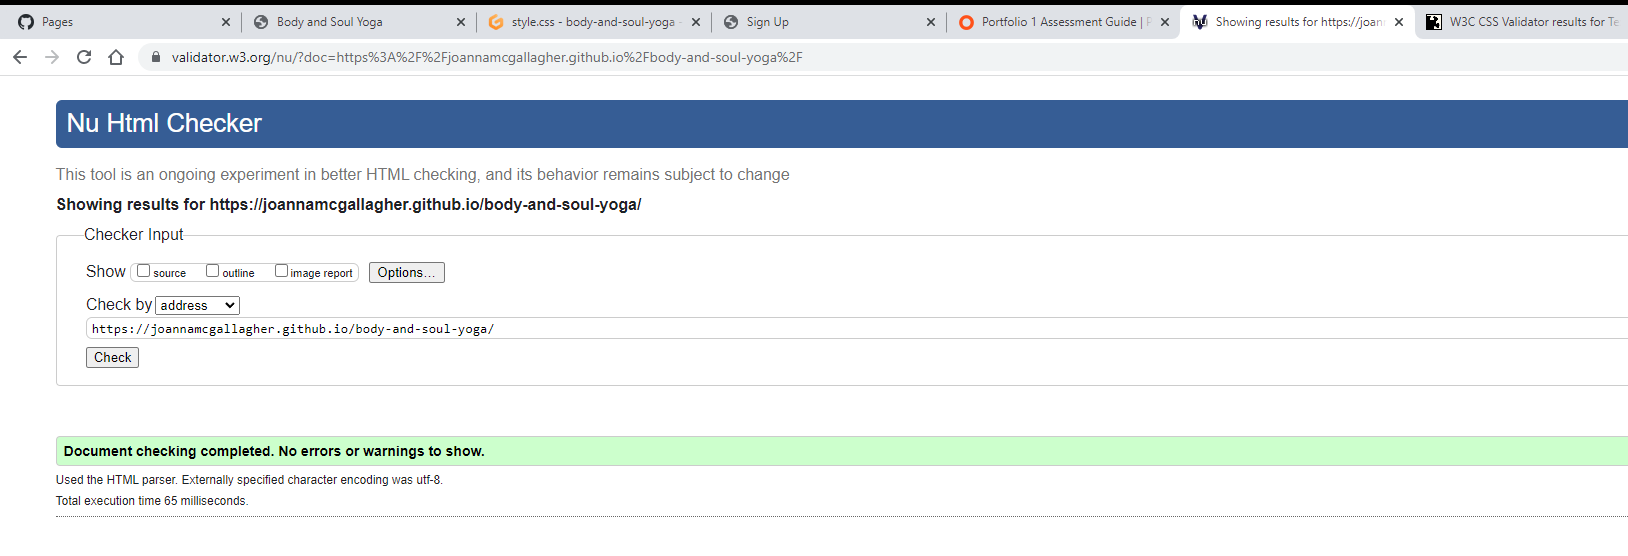 Pages
Body and Soul Yoga
style.css - body-and-soul-yoga -
Sign Up
Portfolio 1 Assessment Guide | P
Showing results for https://joann
W3C CSS Validator results for Te
validator.w3.org/nu/?doc=https%3A%2F%2Fjoannamcgallagher.github.io%2Fbody-and-soul-yoga%2F
Nu Html Checker
This tool is an ongoing experiment in better HTML checking, and its behavior remains subject to change
Showing results for https://joannamcgallagher.github.io/body-and-soul-yoga/
Checker Input
Show source outline image report Options...
Check by address
https://joannamcgallagher.github.io/body-and-soul-yoga/
Check
Document checking completed. No errors or warnings to show.
Used the HTML parser. Externally specified character encoding was utf-8.
Total execution time 65 milliseconds.